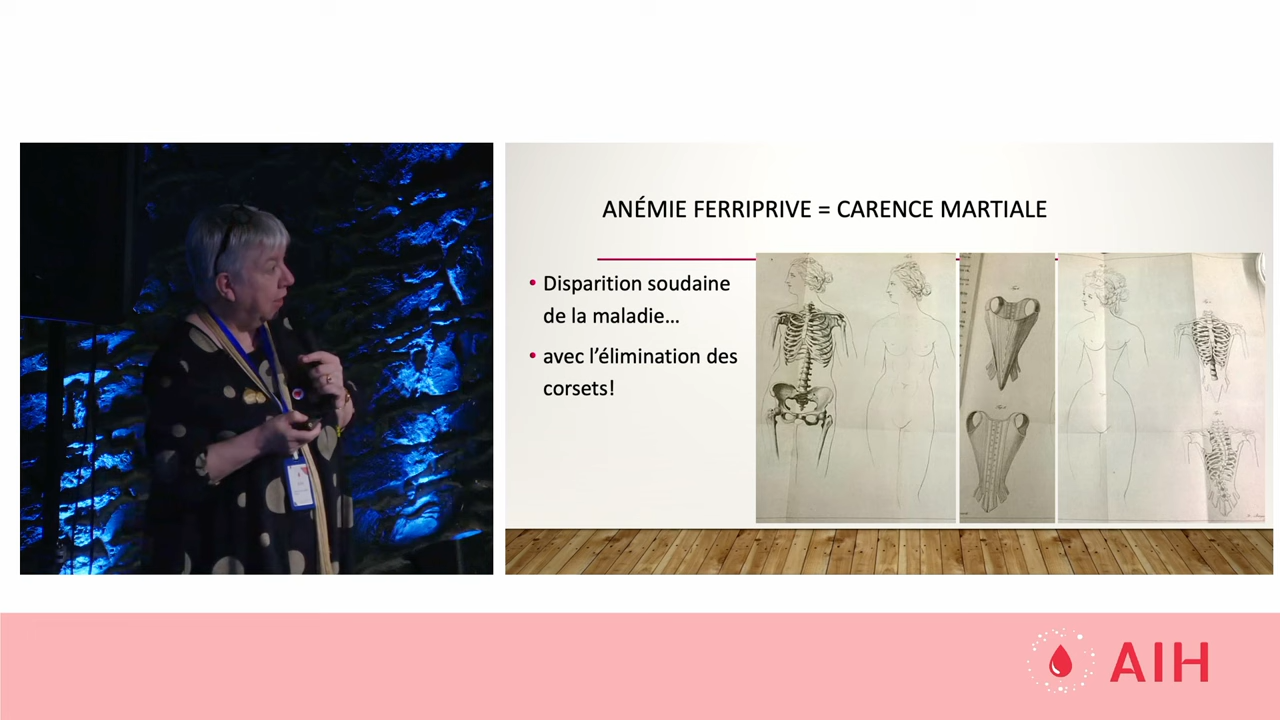 ANÉMIE FERRIPRIVE = CARENCE MARTIALE
• Disparition soudaine
de la maladie…
• avec l’élimination des
corsets!
AIH